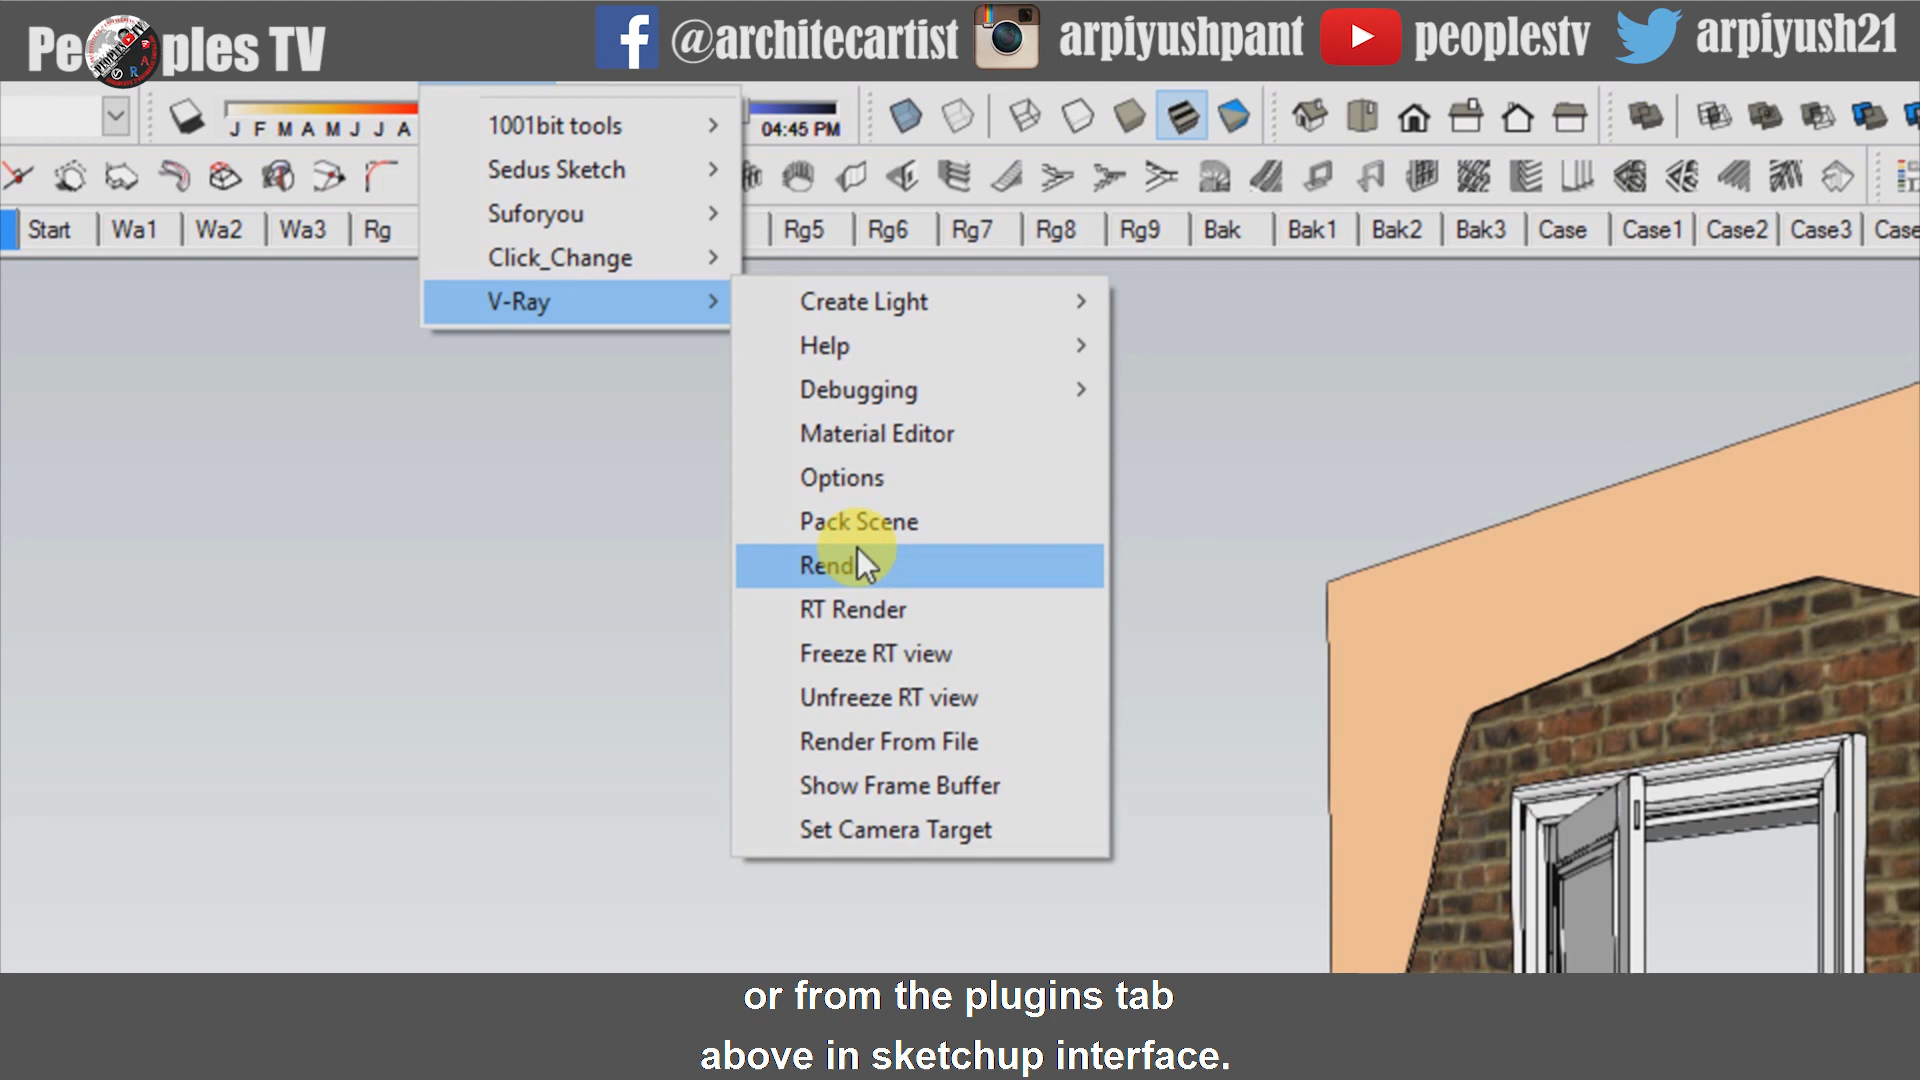 Peoples TV
@architecartist
arpiyushpant
peoplestv
arpiyush21
J F M A M J J A
04:45 PM
1001bit tools
Sedus Sketch
Suforyou
Click_Change
V-Ray
Start Wa1 Wa2 Wa3 Rg Rg5 Rg6 Rg7 Rg8 Rg9 Bak Bak1 Bak2 Bak3 Case Case1 Case2 Case3 Case
Create Light
Help
Debugging
Material Editor
Options
Pack Scene
Rend
RT Render
Freeze RT view
Unfreeze RT view
Render From File
Show Frame Buffer
Set Camera Target
or from the plugins tab
above in sketchup interface.